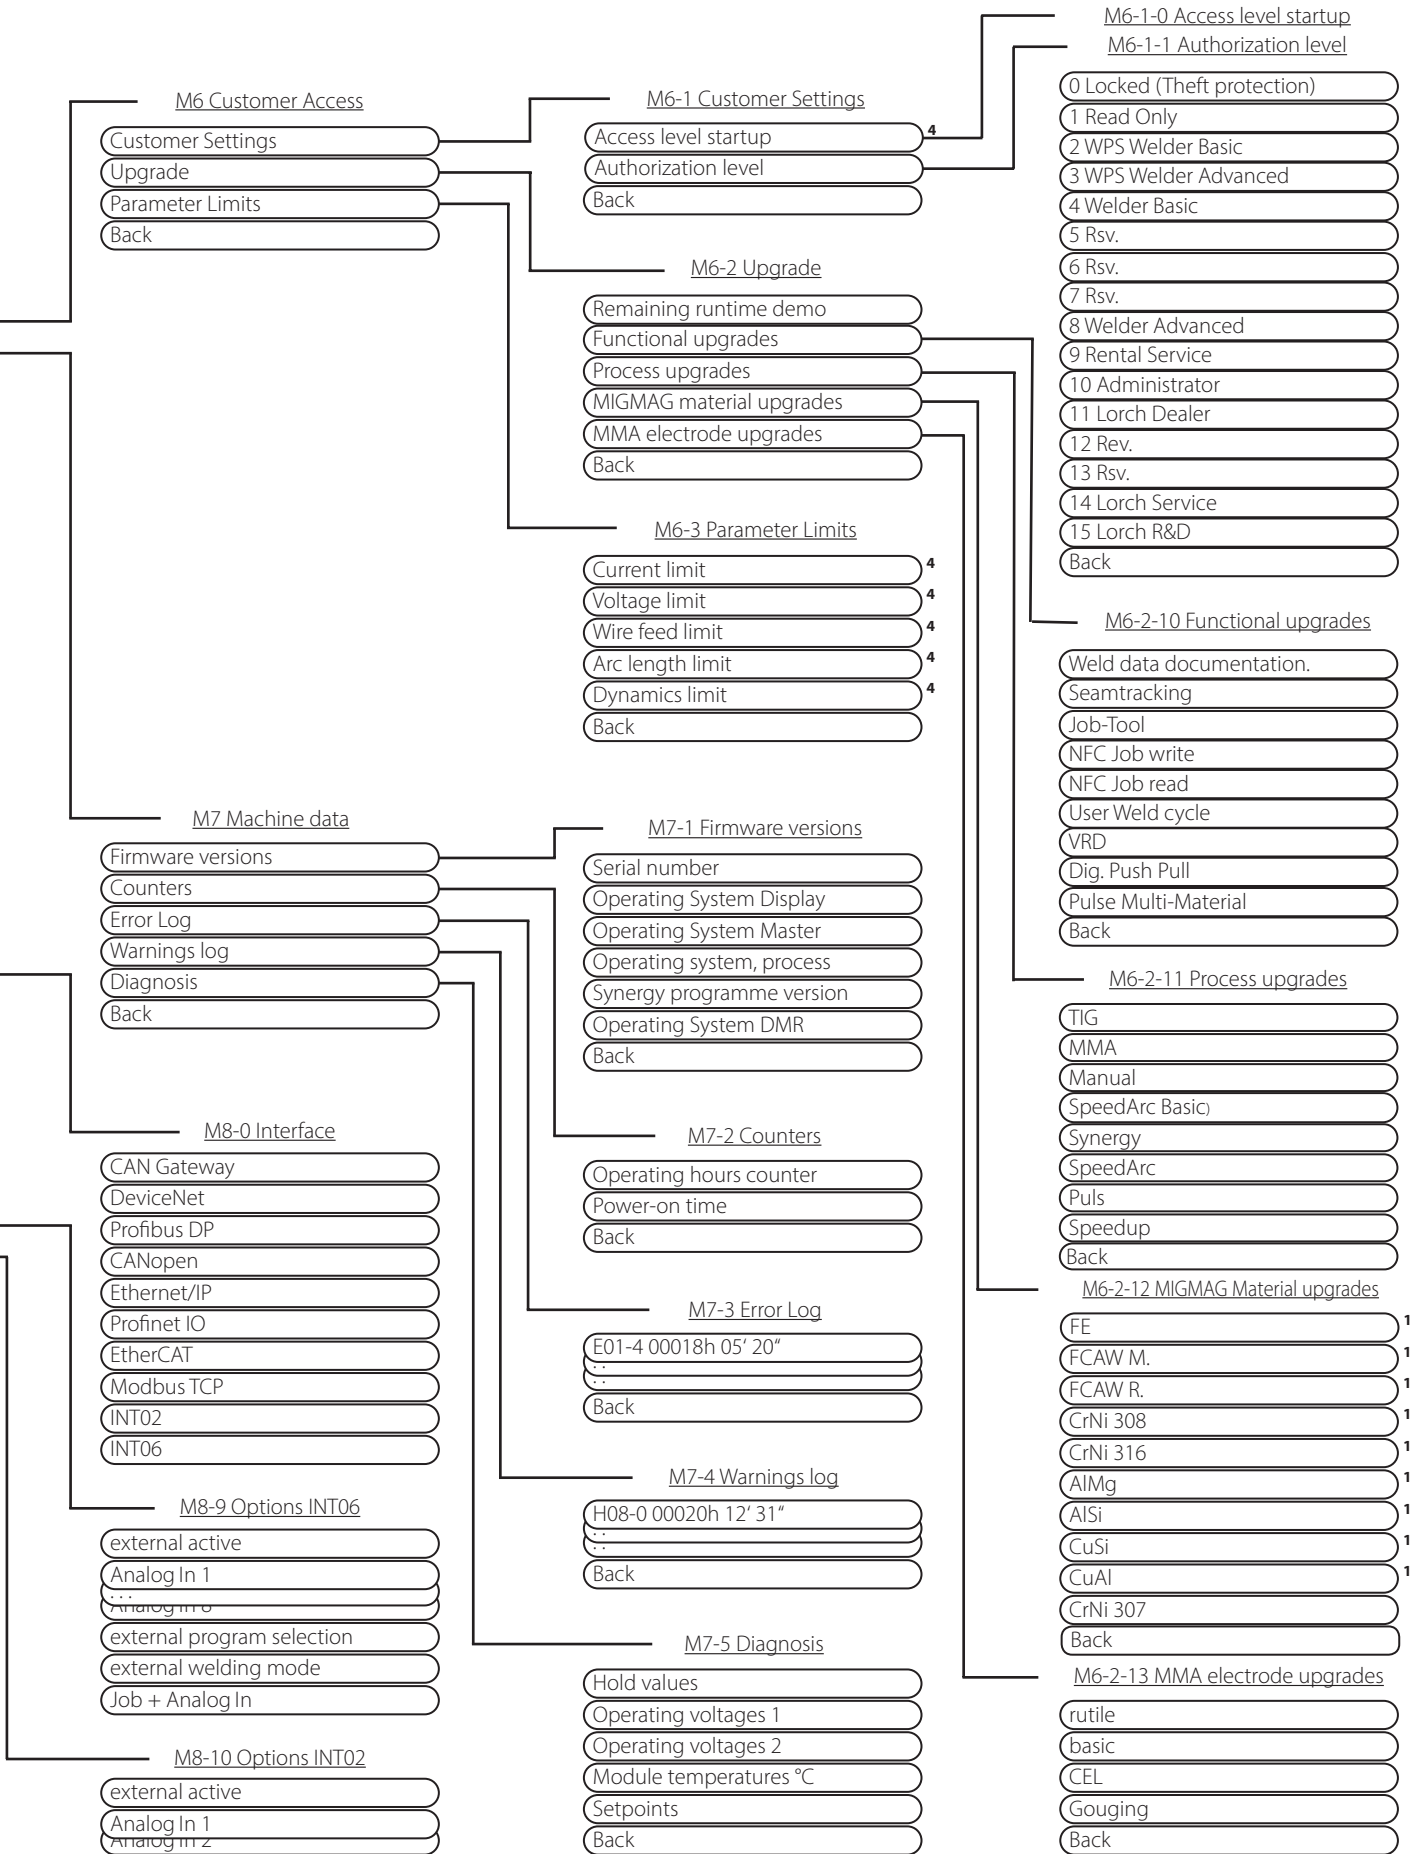 M6 Customer Access
Customer Settings
Upgrade
Parameter Limits
Back
M7 Machine data
Firmware versions
Counters
Error Log
Warnings log
Diagnosis
Back
M8-0 Interface
CAN Gateway
DeviceNet
Profibus DP
CANopen
Ethernet/IP
Profinet IO
EtherCAT
Modbus TCP
INT02
INT06
M8-9 Options INT06
external active
Analog In 1
. . .
Analog In 8
external program selection
external welding mode
Job + Analog In
M8-10 Options INT02
external active
Analog In 1
Analog In 2
M6-1 Customer Settings
Access level startup 4
Authorization level
Back
M6-2 Upgrade
Remaining runtime demo
Functional upgrades
Process upgrades
MIGMAG material upgrades
MMA electrode upgrades
Back
M6-3 Parameter Limits
Current limit 4
Voltage limit 4
Wire feed limit 4
Arc length limit 4
Dynamics limit 4
Back
M7-1 Firmware versions
Serial number
Operating System Display
Operating System Master
Operating system, process
Synergy programme version
Operating System DMR
Back
M7-2 Counters
Operating hours counter
Power-on time
Back
M7-3 Error Log
E01-4 00018h 05‘ 20“
. .
. .
Back
M7-4 Warnings log
H08-0 00020h 12‘ 31“
. .
. .
Back
M7-5 Diagnosis
Hold values
Operating voltages 1
Operating voltages 2
Module temperatures °C
Setpoints
Back
M6-1-0 Access level startup
M6-1-1 Authorization level
0 Locked (Theft protection)
1 Read Only
2 WPS Welder Basic
3 WPS Welder Advanced
4 Welder Basic
5 Rsv.
6 Rsv.
7 Rsv.
8 Welder Advanced
9 Rental Service
10 Administrator
11 Lorch Dealer
12 Rev.
13 Rsv.
14 Lorch Service
15 Lorch R&D
Back
M6-2-10 Functional upgrades
Weld data documentation.
Seamtracking
Job-Tool
NFC Job write
NFC Job read
User Weld cycle
VRD
Dig. Push Pull
Pulse Multi-Material
Back
M6-2-11 Process upgrades
TIG
MMA
Manual
SpeedArc Basic)
Synergy
SpeedArc
Puls
Speedup
Back
M6-2-12 MIGMAG Material upgrades
FE 1
FCAW M. 1
FCAW R. 1
CrNi 308 1
CrNi 316 1
AlMg 1
AlSi 1
CuSi 1
CuAl 1
CrNi 307
Back
M6-2-13 MMA electrode upgrades
rutile
basic
CEL
Gouging
Back